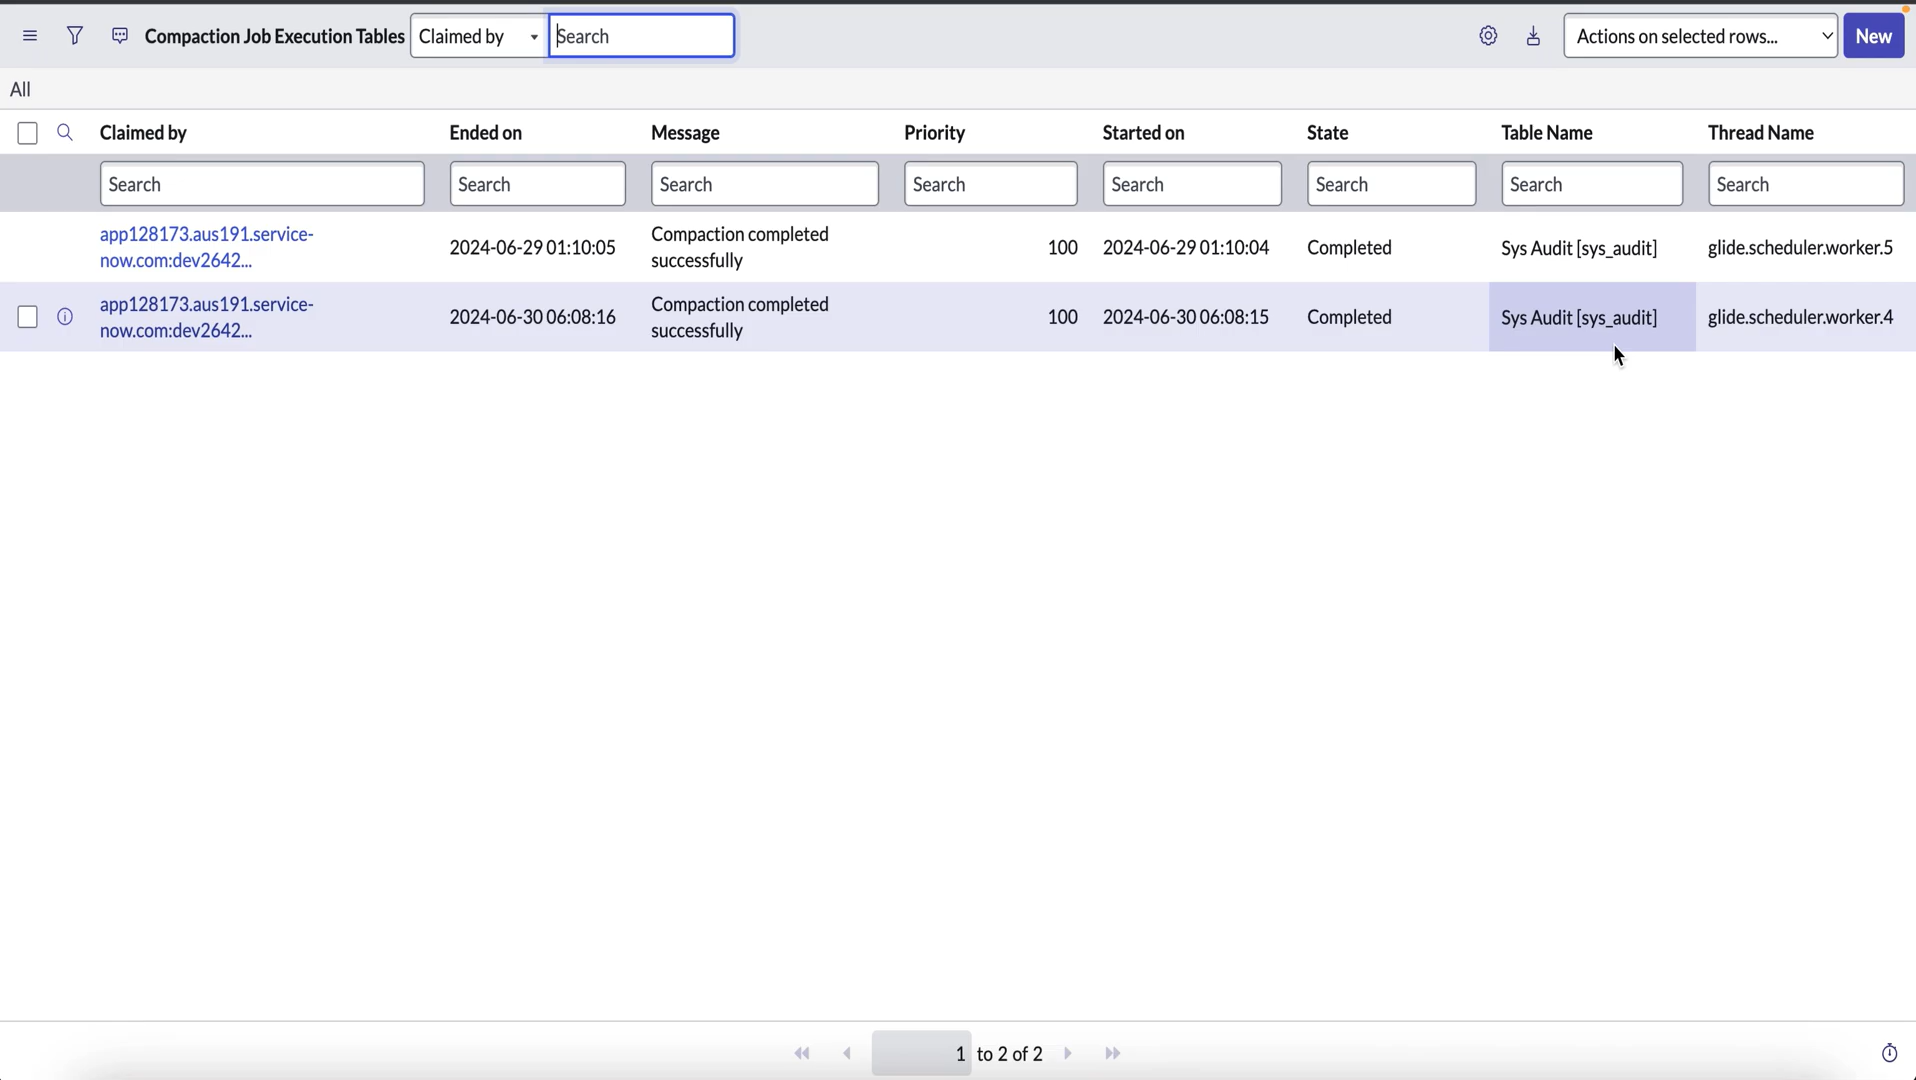 Compaction Job Execution Tables Claimed by Search Actions on selected rows... New
All
Claimed by Ended on Message Priority Started on State Table Name Thread Name
Search Search Search Search Search Search Search Search
app128173.aus191.service-
now.com:dev2642... 2024-06-29 01:10:05 Compaction completed
successfully 100 2024-06-29 01:10:04 Completed Sys Audit [sys_audit] glide.scheduler.worker.5
app128173.aus191.service-
now.com:dev2642... 2024-06-30 06:08:16 Compaction completed
successfully 100 2024-06-30 06:08:15 Completed Sys Audit [sys_audit] glide.scheduler.worker.4
1 to 2 of 2